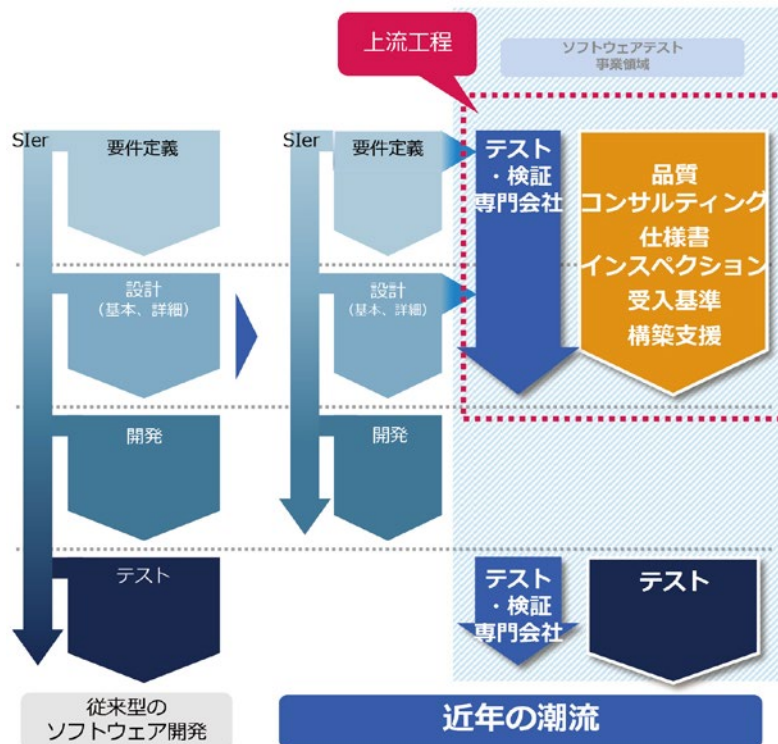 上流工程
ソフトウェアテスト
事業領域
SIer
要件定義
設計
（基本、詳細）
開発
テスト
従来型の
ソフトウェア開発
SIer
要件定義
設計
（基本、詳細）
開発
テスト
・検証
専門会社
品質
コンサルティング
仕様書
インスペクション
受入基準
構築支援
テスト
・検証
専門会社
テスト
近年の潮流